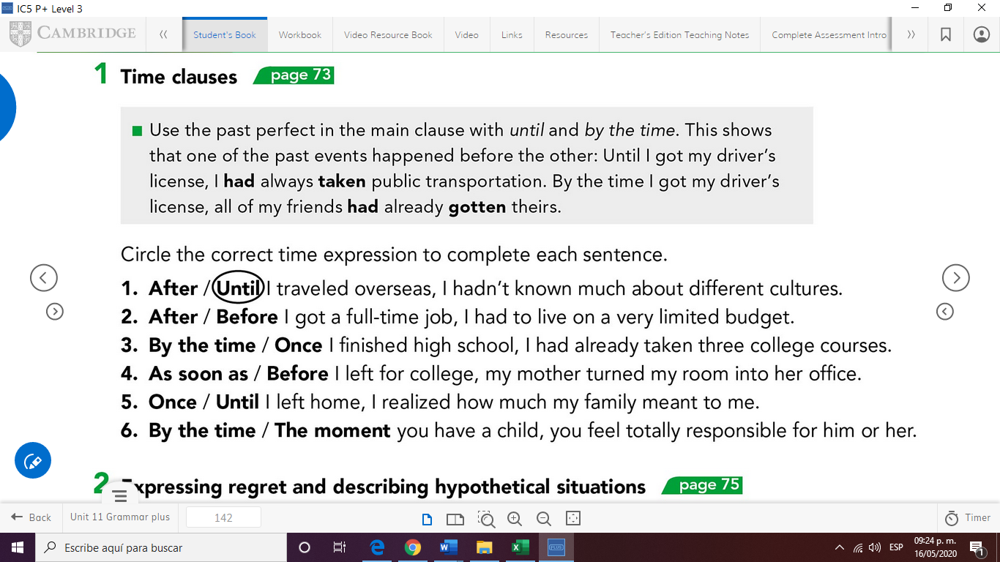 IC5 P+ Level 3
CAMBRIDGE
Student's Book Workbook Video Resource Book Video Links Resources Teacher's Edition Teaching Notes Complete Assessment Intro
1 Time clauses page 73
■ Use the past perfect in the main clause with until and by the time. This shows
that one of the past events happened before the other: Until I got my driver's
license, I had always taken public transportation. By the time I got my driver's
license, all of my friends had already gotten theirs.
Circle the correct time expression to complete each sentence.
1. After / Until I traveled overseas, I hadn't known much about different cultures.
2. After / Before I got a full-time job, I had to live on a very limited budget.
3. By the time / Once I finished high school, I had already taken three college courses.
4. As soon as / Before I left for college, my mother turned my room into her office.
5. Once / Until I left home, I realized how much my family meant to me.
6. By the time / The moment you have a child, you feel totally responsible for him or her.
2 Expressing regret and describing hypothetical situations page 75
Back Unit 11 Grammar plus 142 Timer
Escribe aquí para buscar ESP 09:24 p. m.
16/05/2020 1
PLUS